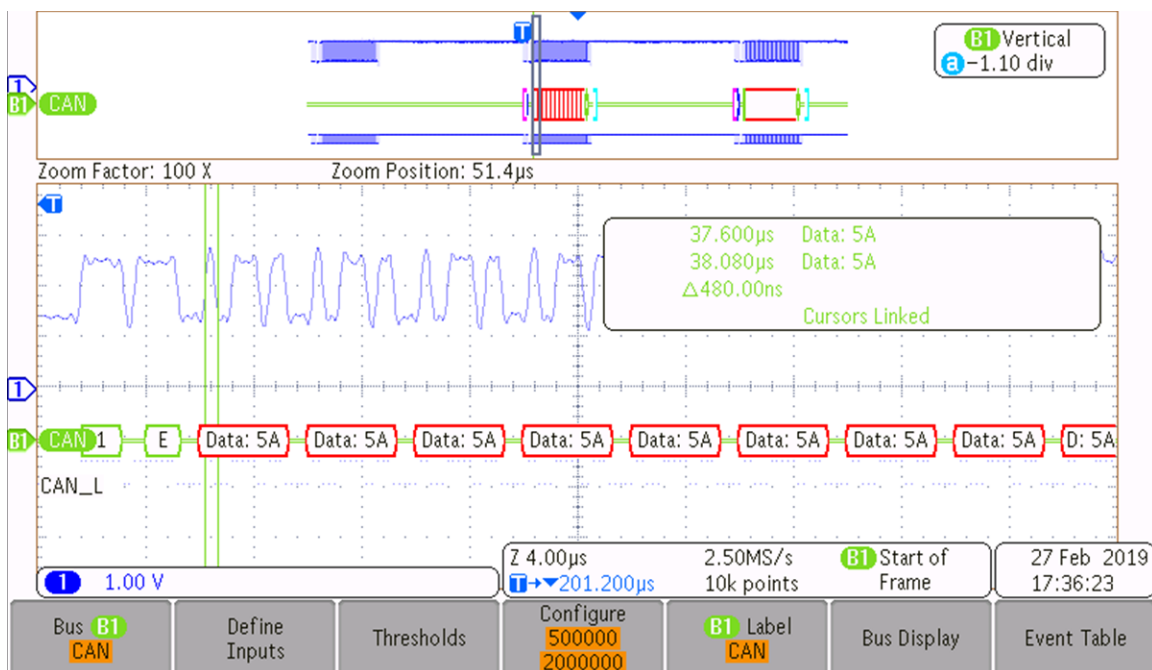 T
B1 Vertical
a -1.10 div
1
B1 CAN
Zoom Factor: 100 X Zoom Position: 51.4µs
T
37.600µs Data: 5A
38.080µs Data: 5A
Δ480.00ns
Cursors Linked
1
B1 CAN 1 E Data: 5A Data: 5A Data: 5A Data: 5A Data: 5A Data: 5A Data: 5A Data: 5A D: 5A
CAN_L
1 1.00 V
Z 4.00µs 2.50MS/s B1 Start of
T→▼201.200µs 10k points Frame
27 Feb 2019
17:36:23
Bus B1
CAN
Define
Inputs
Thresholds
Configure
500000
2000000
B1 Label
CAN
Bus Display
Event Table